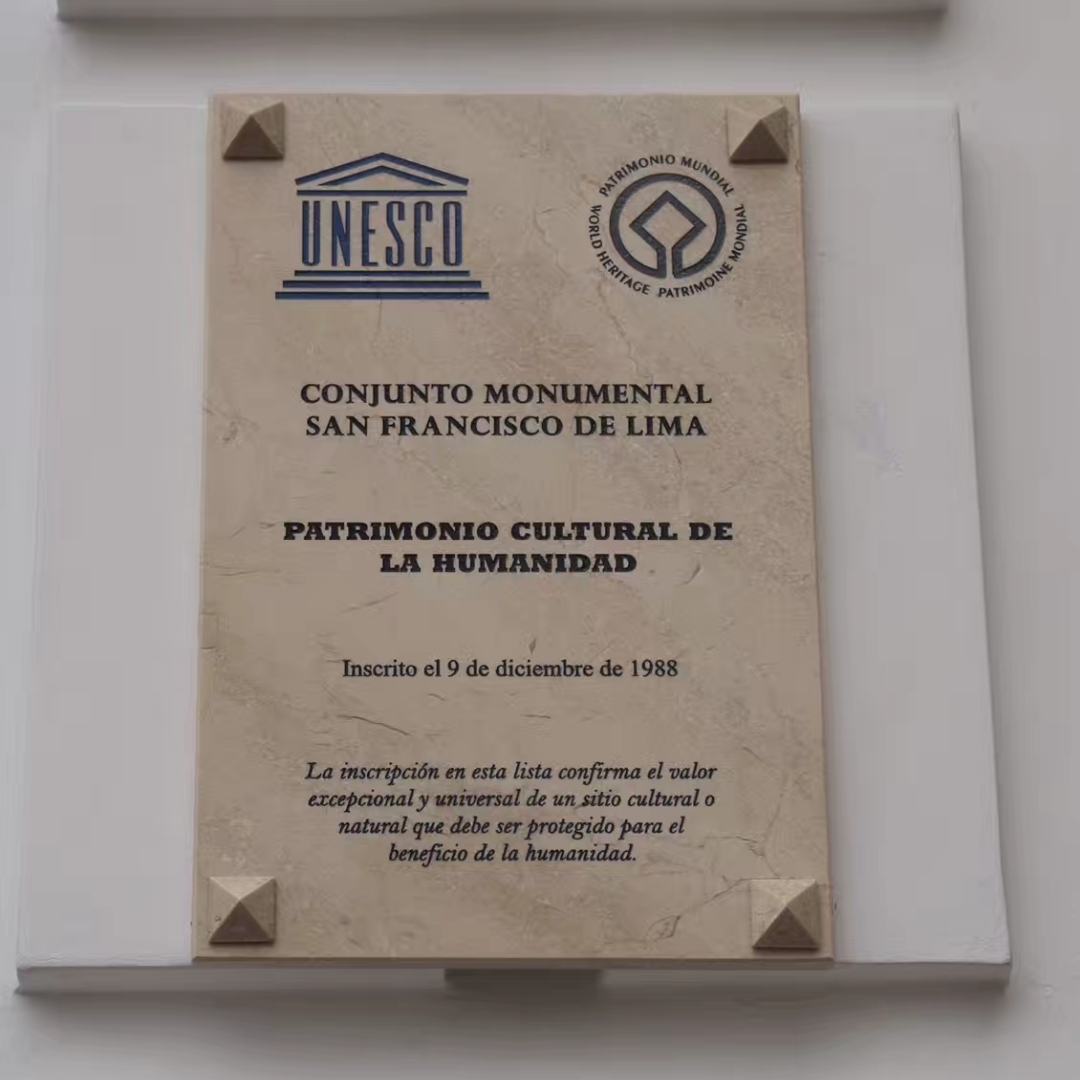 UNESCO
PATRIMONIO MUNDIAL
WORLD HERITAGE
PATRIMOINE MONDIAL
CONJUNTO MONUMENTAL
SAN FRANCISCO DE LIMA
PATRIMONIO CULTURAL DE
LA HUMANIDAD
Inscrito el 9 de diciembre de 1988
La inscripción en esta lista confirma el valor
excepcional y universal de un sitio cultural o
natural que debe ser protegido para el
beneficio de la humanidad.